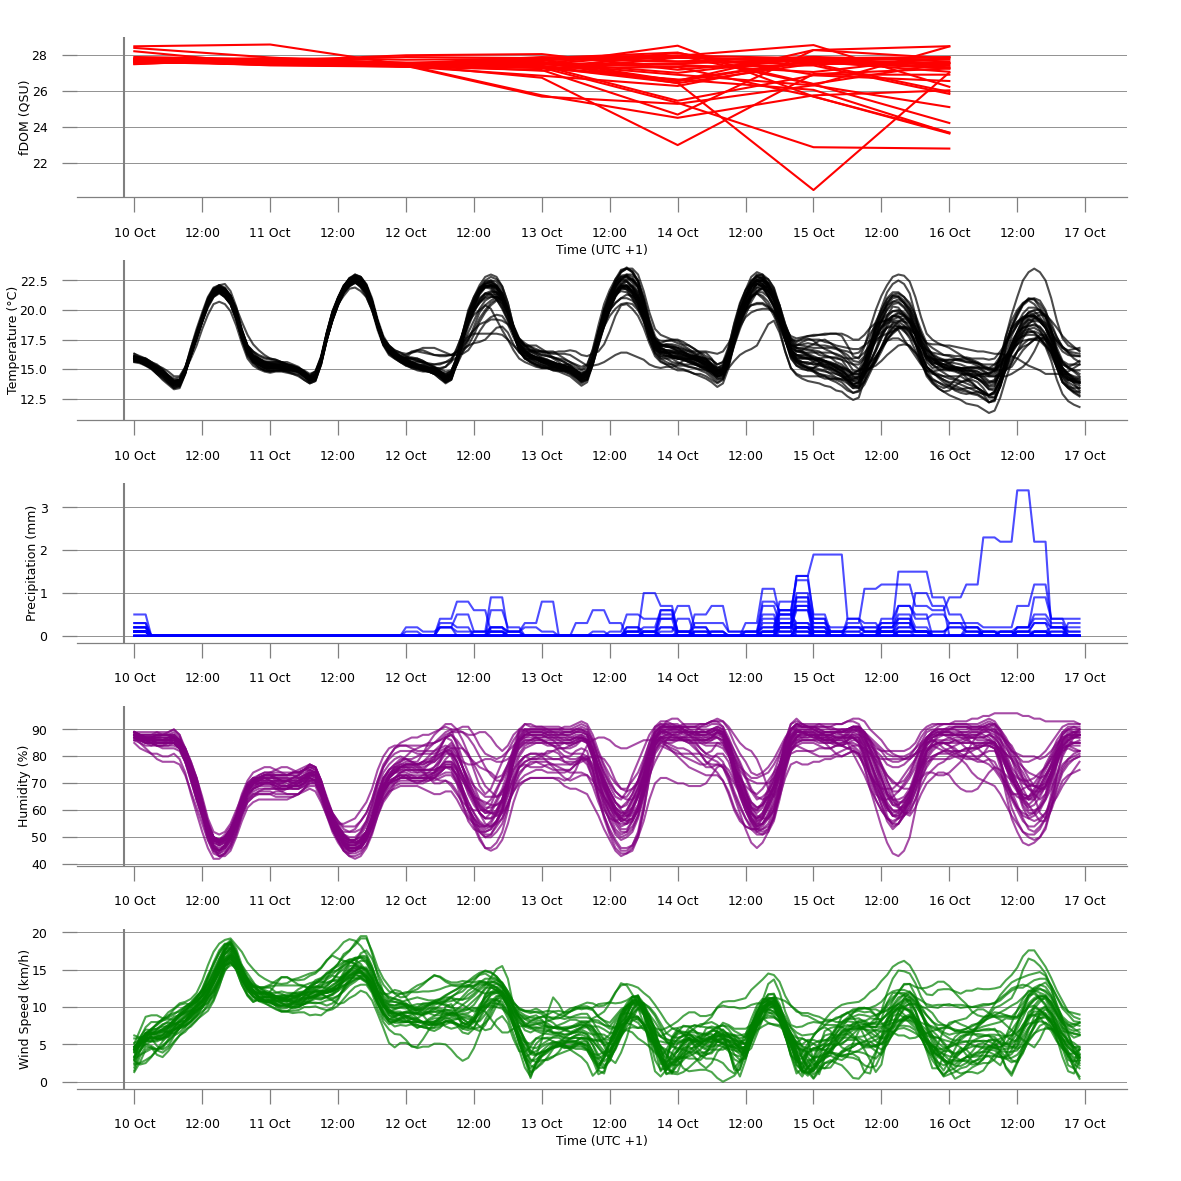 fDOM (QSU)
28
26
24
22
10 Oct 12:00 11 Oct 12:00 12 Oct 12:00 13 Oct 12:00 14 Oct 12:00 15 Oct 12:00 16 Oct 12:00 17 Oct
Time (UTC +1)
Temperature (°C)
22.5
20.0
17.5
15.0
12.5
10 Oct 12:00 11 Oct 12:00 12 Oct 12:00 13 Oct 12:00 14 Oct 12:00 15 Oct 12:00 16 Oct 12:00 17 Oct
Precipitation (mm)
3
2
1
0
10 Oct 12:00 11 Oct 12:00 12 Oct 12:00 13 Oct 12:00 14 Oct 12:00 15 Oct 12:00 16 Oct 12:00 17 Oct
Humidity (%)
90
80
70
60
50
40
10 Oct 12:00 11 Oct 12:00 12 Oct 12:00 13 Oct 12:00 14 Oct 12:00 15 Oct 12:00 16 Oct 12:00 17 Oct
Wind Speed (km/h)
20
15
10
5
0
10 Oct 12:00 11 Oct 12:00 12 Oct 12:00 13 Oct 12:00 14 Oct 12:00 15 Oct 12:00 16 Oct 12:00 17 Oct
Time (UTC +1)